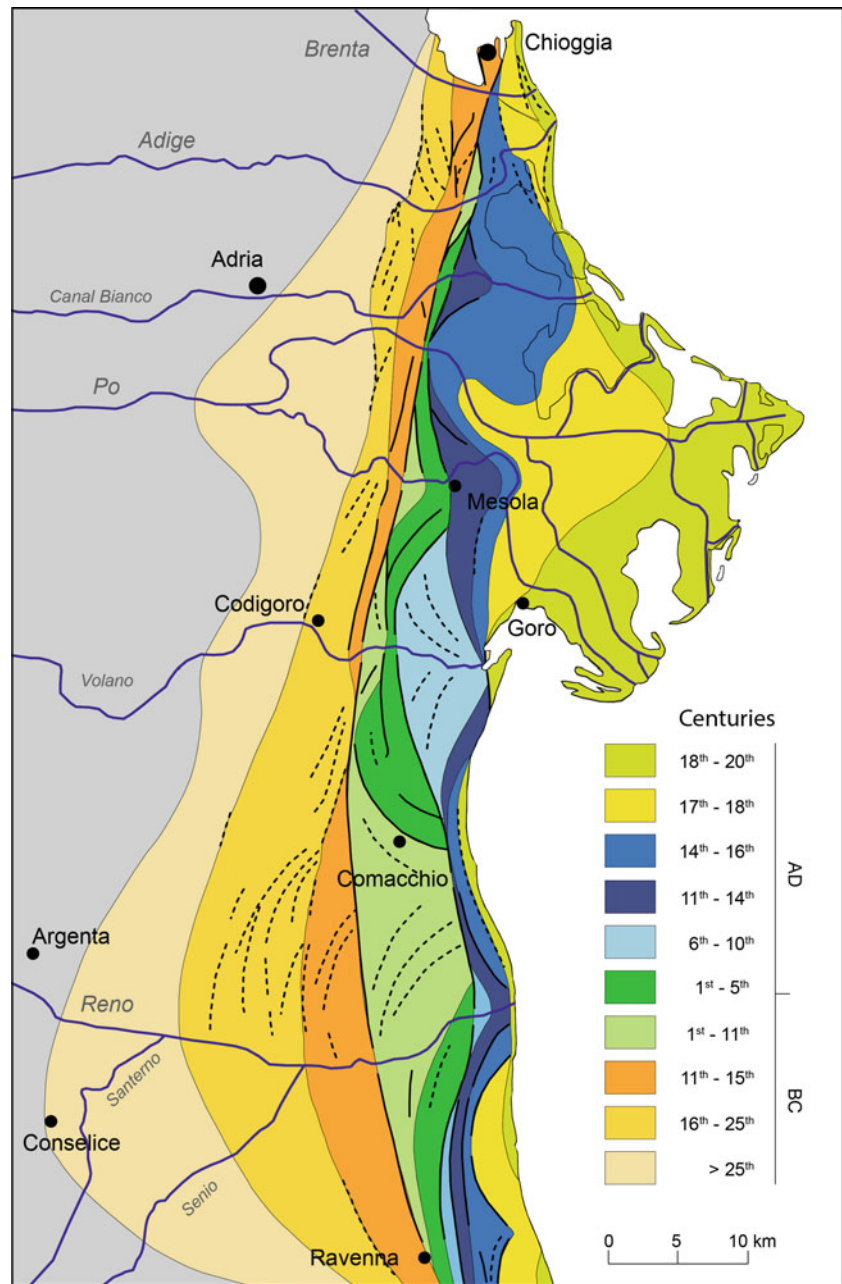 Brenta
Chioggia
Adige
Adria
Canal Bianco
Po
Mesola
Codigoro
Goro
Volano
Centuries
18th - 20th
17th - 18th
14th - 16th
11th - 14th
6th - 10th
1st - 5th
1st - 11th
11th - 15th
16th - 25th
> 25th
AD
BC
Comacchio
Argenta
Reno
Santerno
Conselice
Senio
Ravenna
0 5 10 km